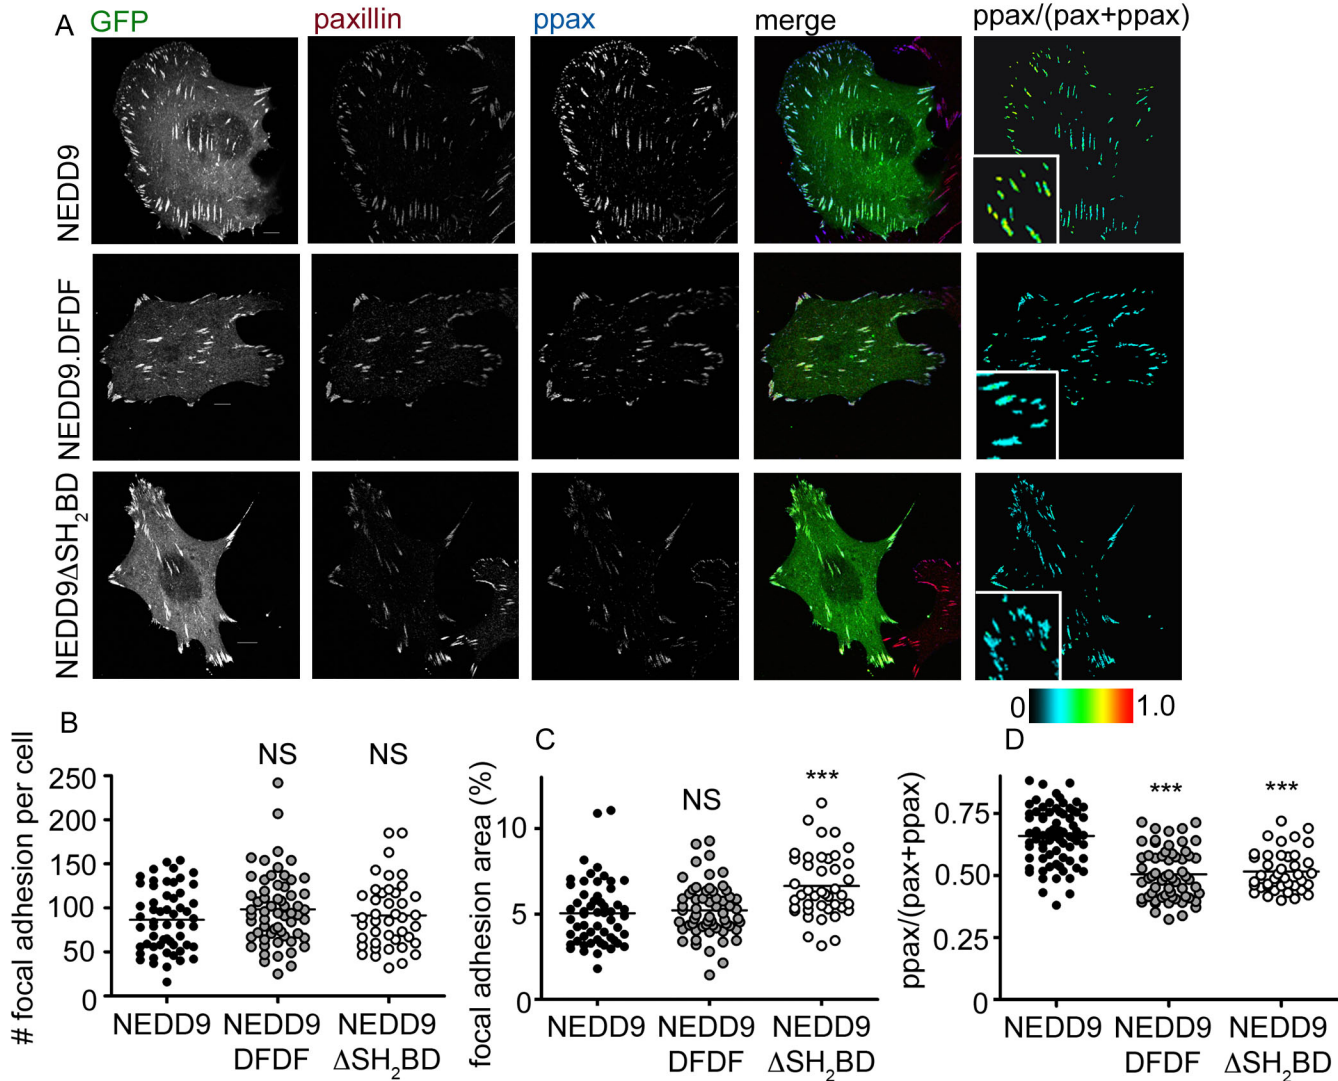 A GFP paxillin ppax merge ppax/(pax+ppax)
NEDD9
NEDD9.DFDF
NEDD9ΔSH₂BD
0 1.0
B
# focal adhesion per cell
NS NS
250
200
150
100
50
0
NEDD9 NEDD9 NEDD9
DFDF ΔSH₂BD
C
focal adhesion area (%)
NS ***
10
5
0
NEDD9 NEDD9 NEDD9
DFDF ΔSH₂BD
D
ppax/(pax+ppax)
*** ***
0.75
0.50
0.25
0
NEDD9 NEDD9 NEDD9
DFDF ΔSH₂BD